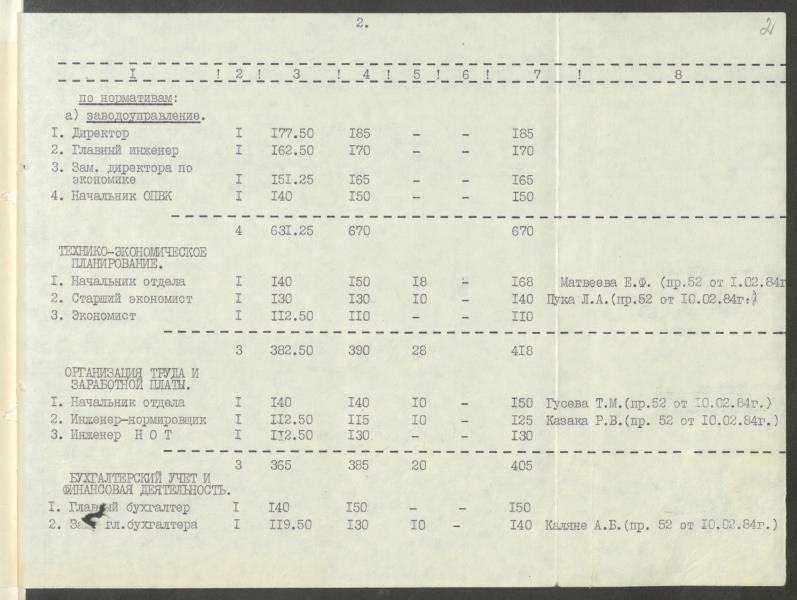 2.
2
I ! 2 ! 3 ! 4 ! 5 ! 6 ! 7 ! 8
по нормативам:
а) заводоуправление.
I. Директор I I77.50 I85 – – I85
2. Главный инженер I I62.50 I70 – – I70
3. Зам. директора по
экономике I I5I.25 I65 – – I65
4. Начальник ОПВК I I40 I50 – – I50
4 63I.25 670 670
ТЕХНИКО-ЭКОНОМИЧЕСКОЕ
ПЛАНИРОВАНИЕ.
I. Начальник отдела I I40 I50 I8 – I68 Матвеева Е.Ф. (пр.52 от I.02.84г
2. Старший экономист I I30 I30 I0 – I40 Цука Л.А.(пр.52 от I0.02.84г.)
3. Экономист I II2.50 II0 – – II0
3 382.50 390 28 4I8
ОРГАНИЗАЦИЯ ТРУДА И
ЗАРАБОТНОЙ ПЛАТЫ.
I. Начальник отдела I I40 I40 I0 – I50 Гусева Т.М.(пр.52 от I0.02.84г.)
2. Инженер-нормировщик I II2.50 II5 I0 – I25 Казака Р.В.(пр. 52 от I0.02.84г.)
3. Инженер Н О Т I II2.50 I30 – – I30
3 365 385 20 405
БУХГАЛТЕРСКИЙ УЧЕТ И
ФИНАНСОВАЯ ДЕЯТЕЛЬНОСТЬ.
I. Главный бухгалтер I I40 I50 – – I50
2. Зам. гл.бухгалтера I II9.50 I30 I0 – I40 Каляне А.Б.(пр. 52 от I0.02.84г.)